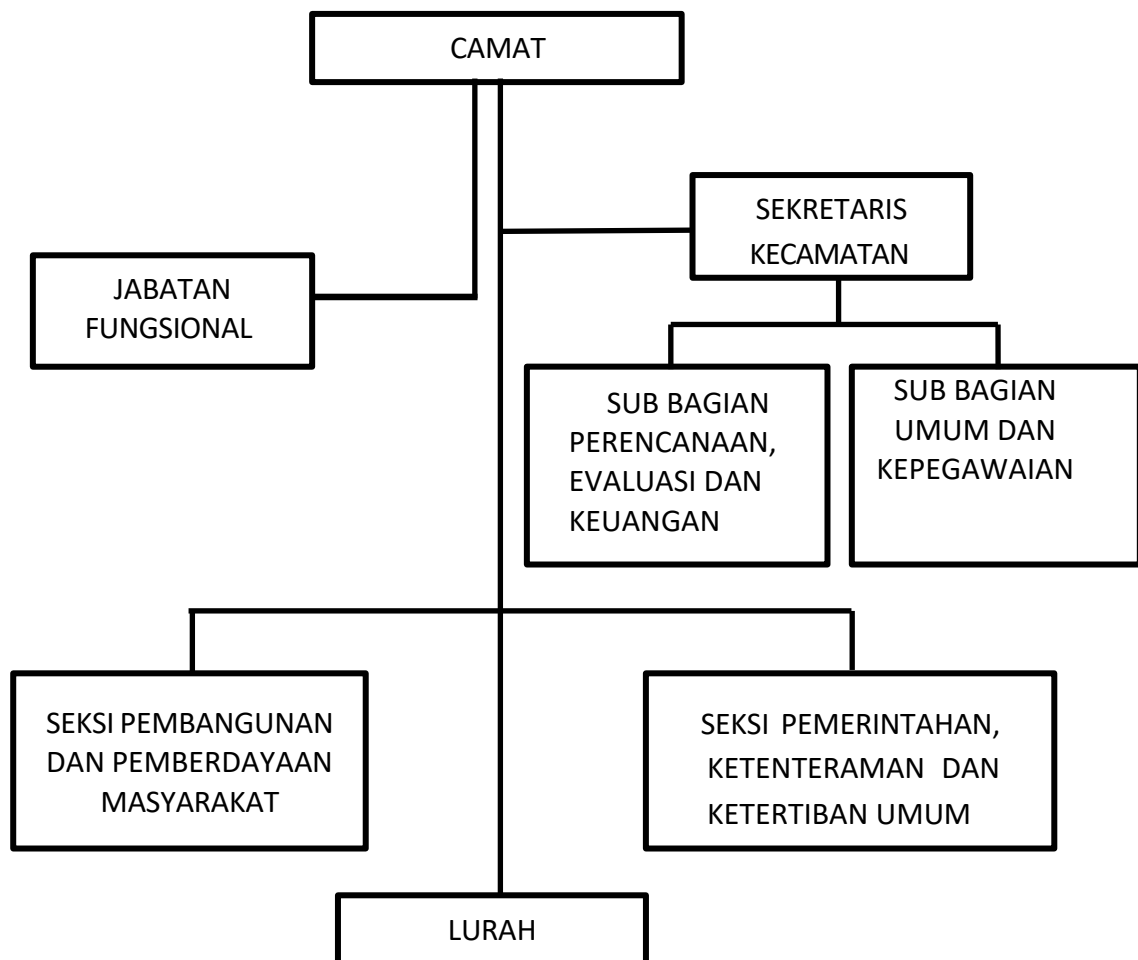 CAMAT
SEKRETARIS
KECAMATAN
JABATAN
FUNGSIONAL
SUB BAGIAN
PERENCANAAN,
EVALUASI DAN
KEUANGAN
SUB BAGIAN
UMUM DAN
KEPEGAWAIAN
SEKSI PEMBANGUNAN
DAN PEMBERDAYAAN
MASYARAKAT
SEKSI PEMERINTAHAN,
KETENTERAMAN DAN
KETERTIBAN UMUM
LURAH